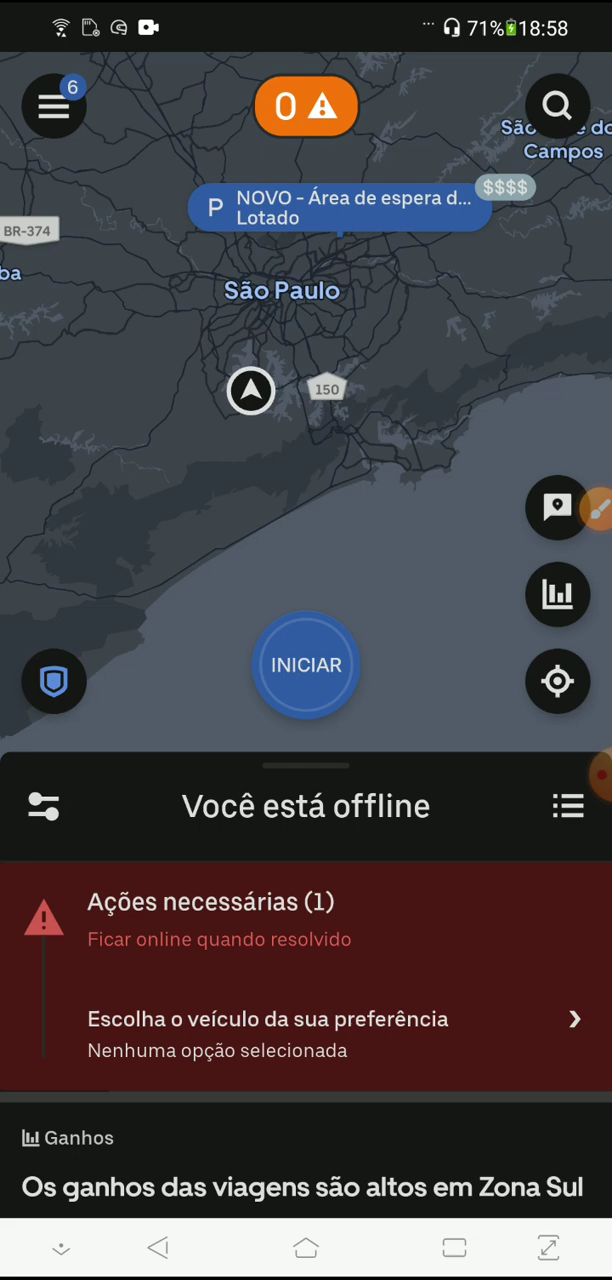 71% 18:58
6
0
São
do
Campos
NOVO - Área de espera d...
$$$$
P
Lotado
BR-374
ba
São Paulo
150
INICIAR
Você está offline
Ações necessárias (1)
Ficar online quando resolvido
Escolha o veículo da sua preferência
Nenhuma opção selecionada
Ganhos
Os ganhos das viagens são altos em Zona Sul